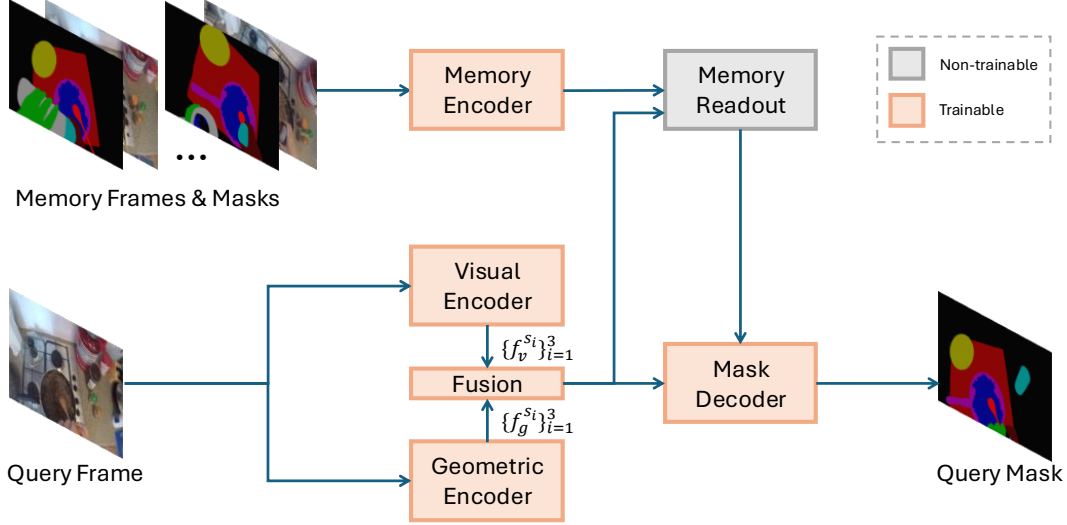 Memory
Encoder
Memory
Readout
Non-trainable
Trainable
...
Memory Frames & Masks
Visual
Encoder
$\{f_v^{s_i}\}_{i=1}^3$
Fusion
$\{f_g^{s_i}\}_{i=1}^3$
Geometric
Encoder
Mask
Decoder
Query Frame
Query Mask